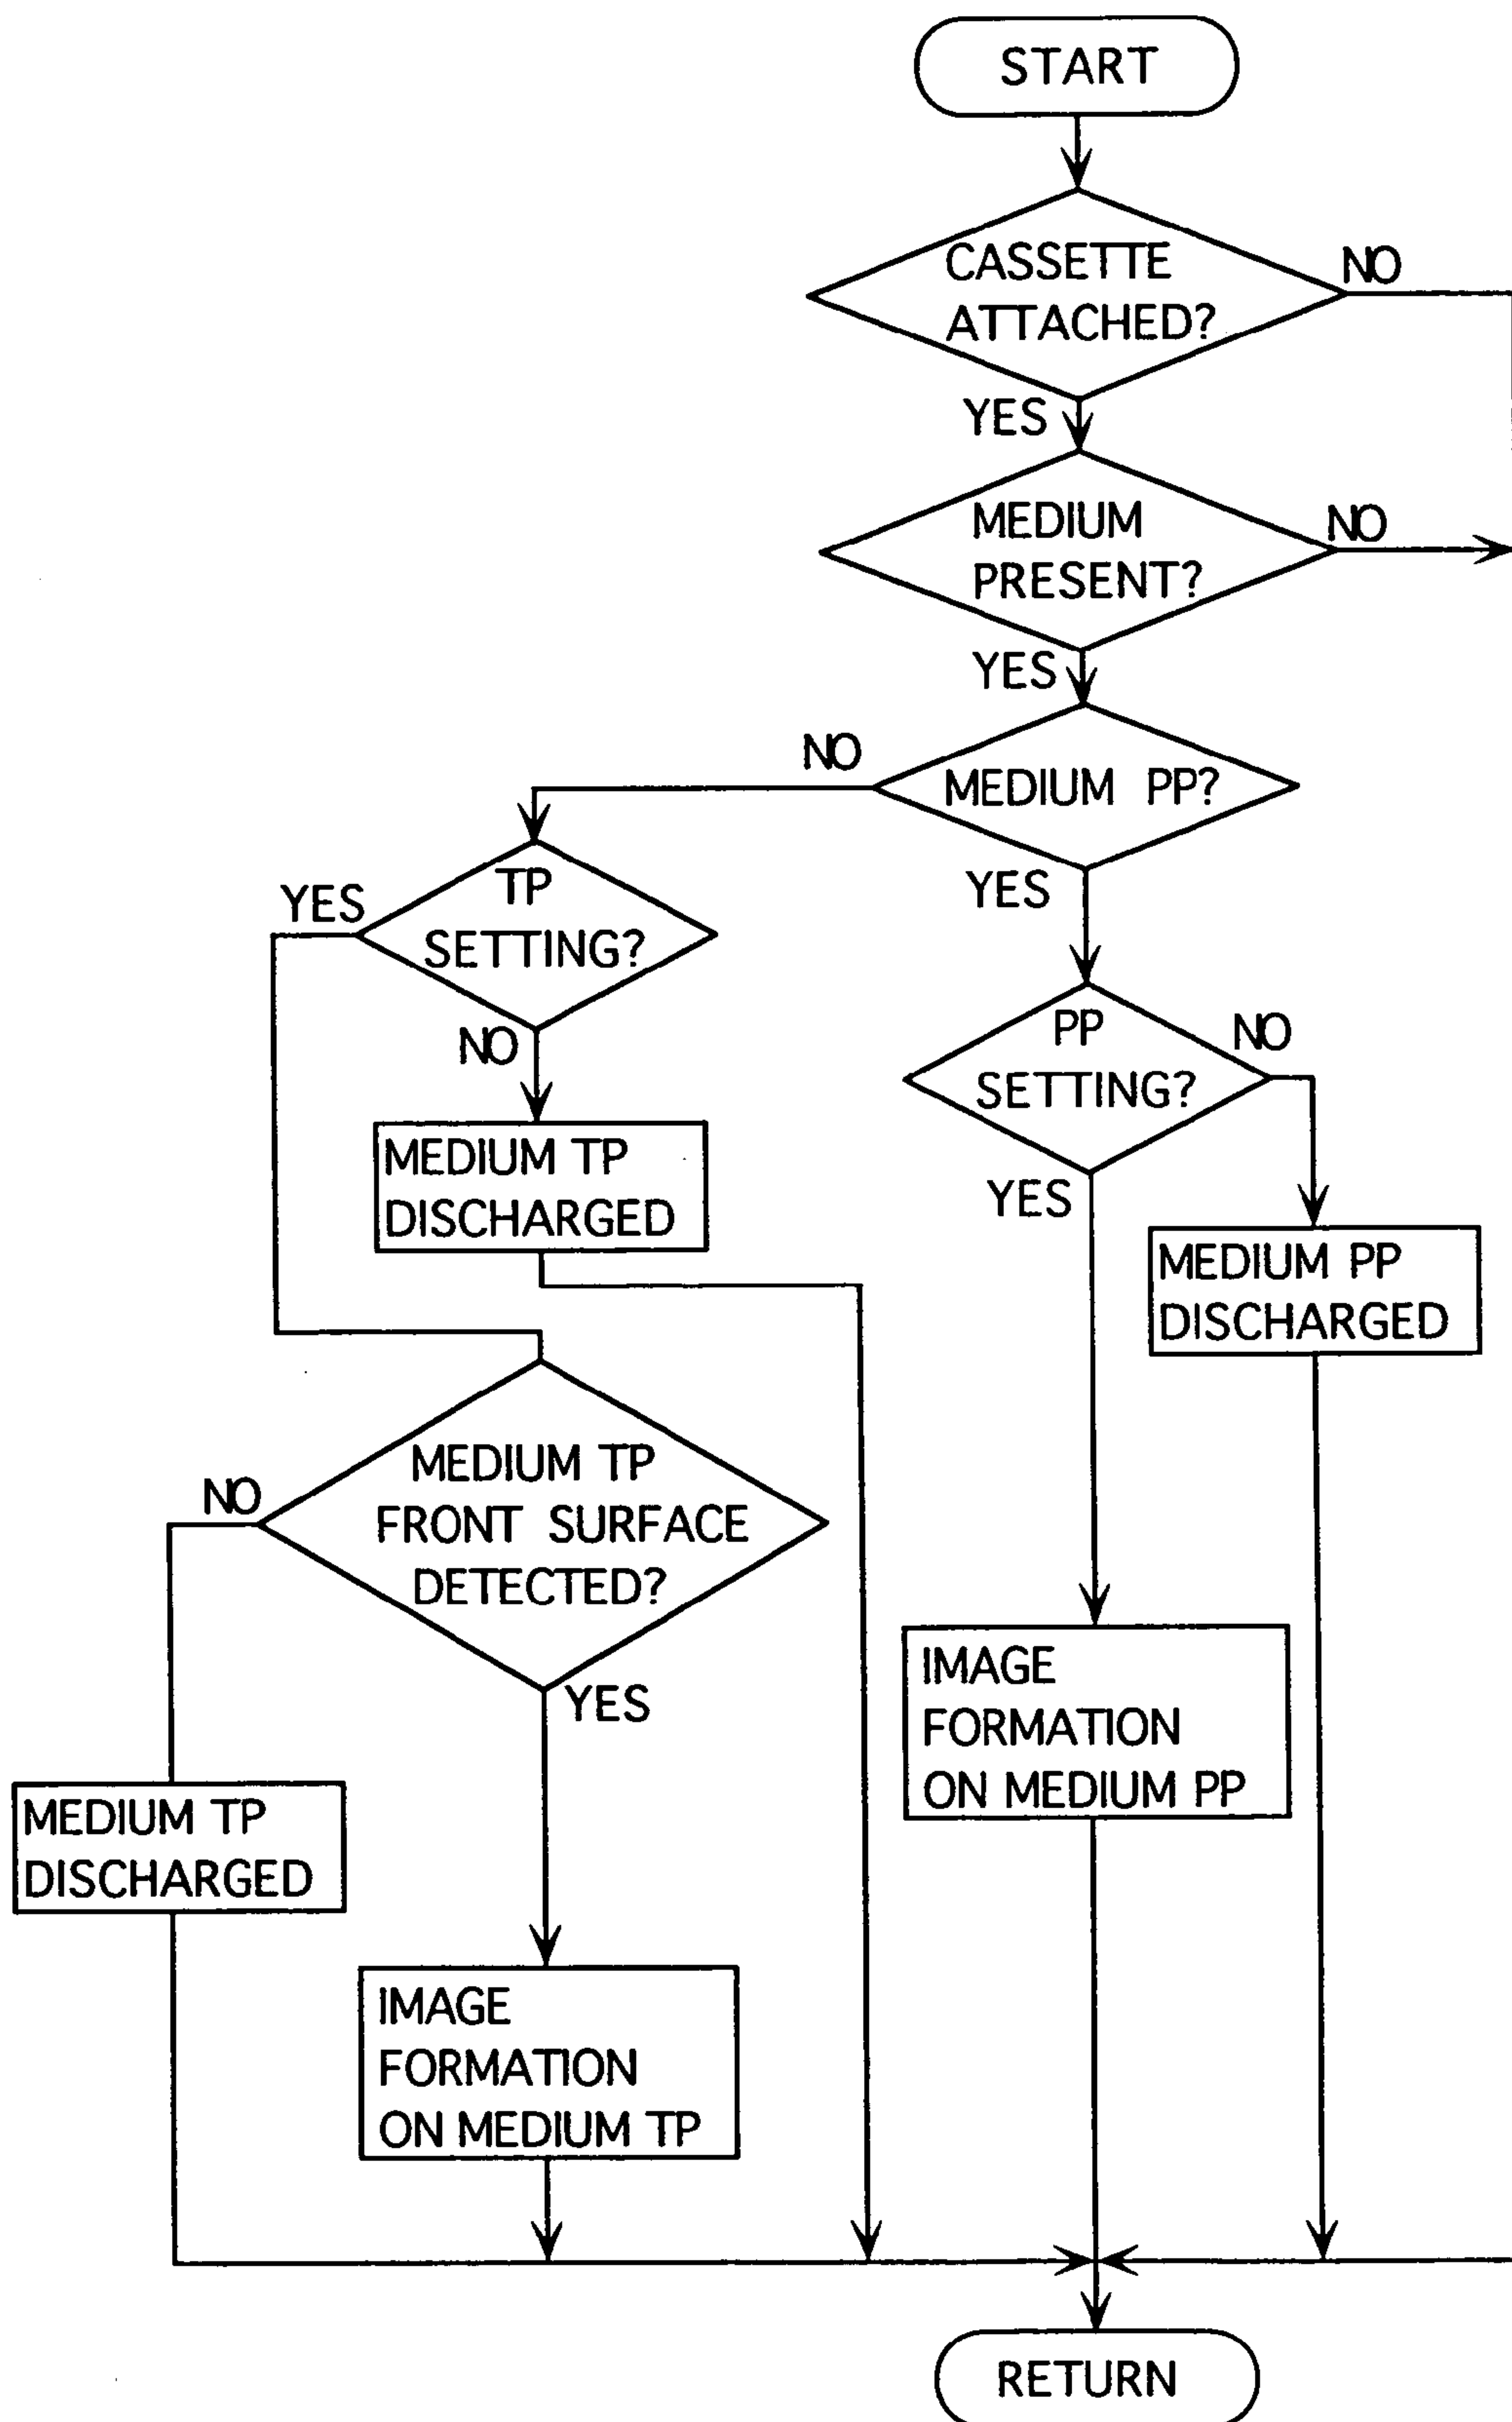 START
CASSETTE
ATTACHED?
NO
YES
MEDIUM
PRESENT?
NO
YES
MEDIUM PP?
NO
YES
TP
SETTING?
YES
NO
PP
SETTING?
NO
YES
MEDIUM TP
DISCHARGED
MEDIUM PP
DISCHARGED
MEDIUM TP
FRONT SURFACE
DETECTED?
NO
YES
IMAGE
FORMATION
ON MEDIUM PP
MEDIUM TP
DISCHARGED
IMAGE
FORMATION
ON MEDIUM TP
RETURN